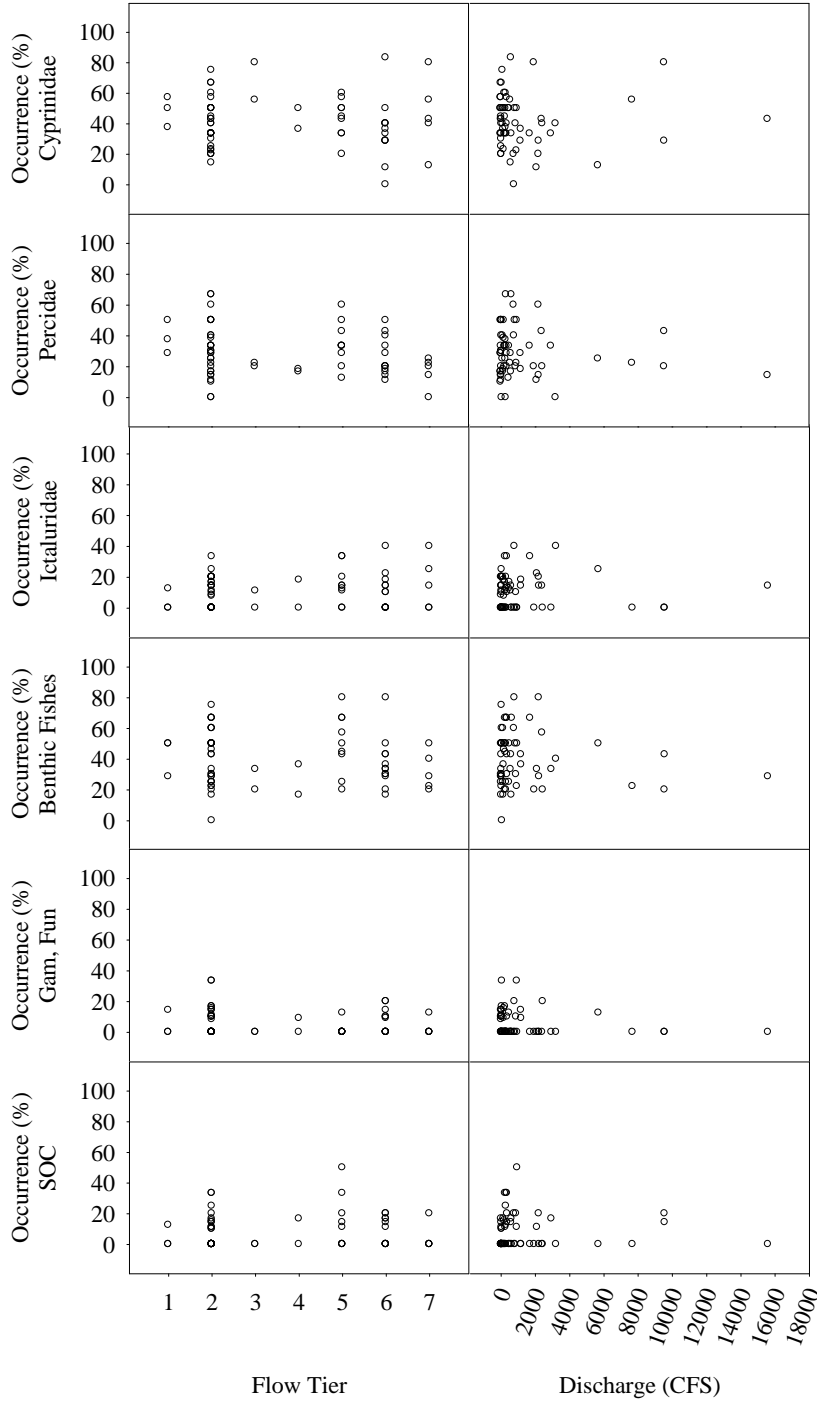 Occurrence (%)
Cyprinidae
100
80
60
40
20
0
Occurrence (%)
Percidae
100
80
60
40
20
0
Occurrence (%)
Ictaluridae
100
80
60
40
20
0
Occurrence (%)
Benthic Fishes
100
80
60
40
20
0
Occurrence (%)
Gam, Fun
100
80
60
40
20
0
Occurrence (%)
SOC
100
80
60
40
20
0
1 2 3 4 5 6 7
0 2000 4000 6000 8000 10000 12000 14000 16000 18000
Flow Tier
Discharge (CFS)